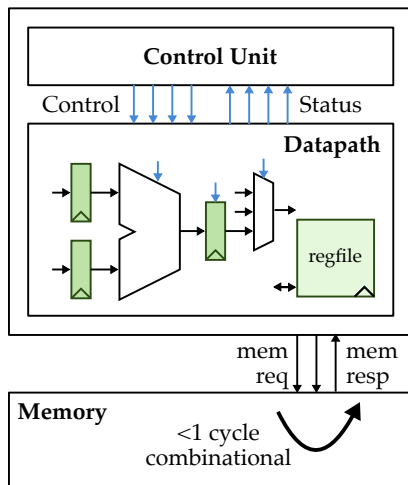 Control Unit
Control
Status
Datapath
regfile
mem
req
mem
resp
Memory
<1 cycle
combinational